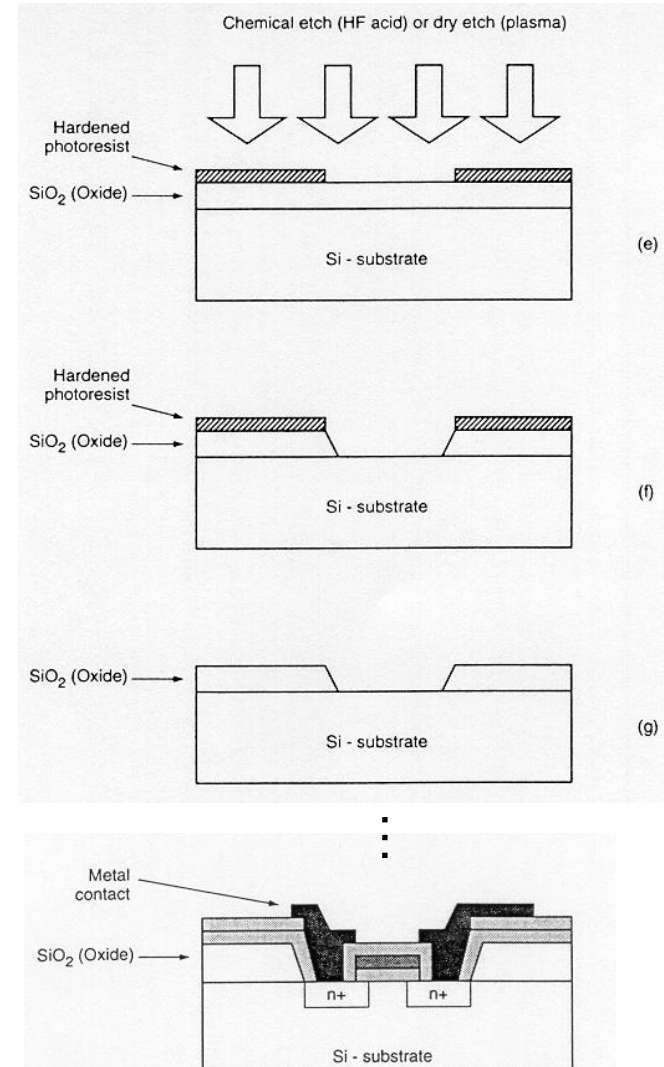 Chemical etch (HF acid) or dry etch (plasma)
Hardened
photoresist
SiO2 (Oxide)
Si - substrate
(e)
Hardened
photoresist
SiO2 (Oxide)
Si - substrate
(f)
SiO2 (Oxide)
Si - substrate
(g)
Metal
contact
SiO2 (Oxide)
n+ n+
Si - substrate